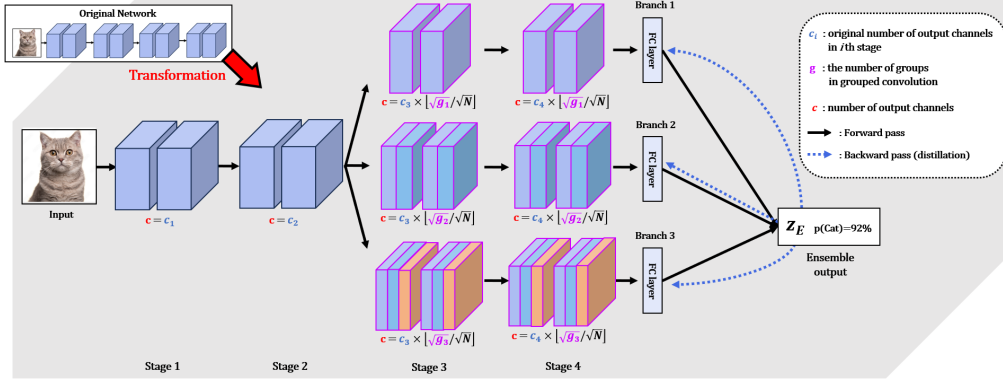 Original Network
Transformation
Input
c = c₁
c = c₂
c = c₃ × ⌊√g₁/√N⌋
c = c₄ × ⌊√g₁/√N⌋
Branch 1
FC layer
c = c₃ × ⌊√g₂/√N⌋
c = c₄ × ⌊√g₂/√N⌋
Branch 2
FC layer
c = c₃ × ⌊√g₃/√N⌋
c = c₄ × ⌊√g₃/√N⌋
Branch 3
FC layer
Stage 1
Stage 2
Stage 3
Stage 4
z_E p(Cat)=92%
Ensemble
output
c_i : original number of output channels
in ith stage
g : the number of groups
in grouped convolution
c : number of output channels
: Forward pass
: Backward pass (distillation)